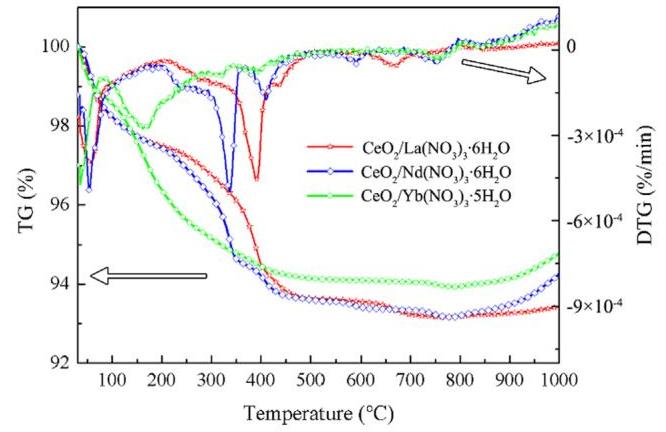 100
98
96
94
92
TG (%)
0
-3×10⁻⁴
-6×10⁻⁴
-9×10⁻⁴
DTG (%/min)
CeO₂/La(NO₃)₃·6H₂O
CeO₂/Nd(NO₃)₃·6H₂O
CeO₂/Yb(NO₃)₃·5H₂O
100 200 300 400 500 600 700 800 900 1000
Temperature (°C)